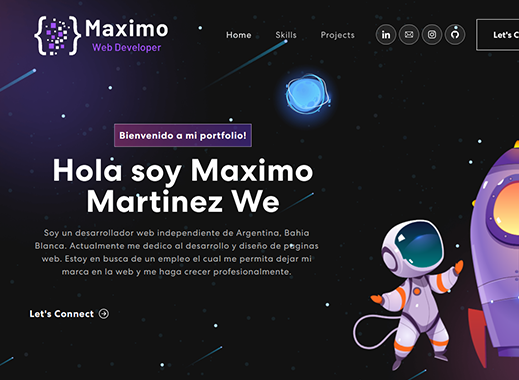 Maximo
Web Developer
Home Skills Projects
Let's C
Bienvenido a mi portfolio!
Hola soy Maximo
Martinez We
Soy un desarrollador web independiente de Argentina, Bahia
Blanca. Actualmente me dedico al desarrollo y diseño de paginas
web. Estoy en busca de un empleo el cual me permita dejar mi
marca en la web y me haga crecer profesionalmente.
Let's Connect